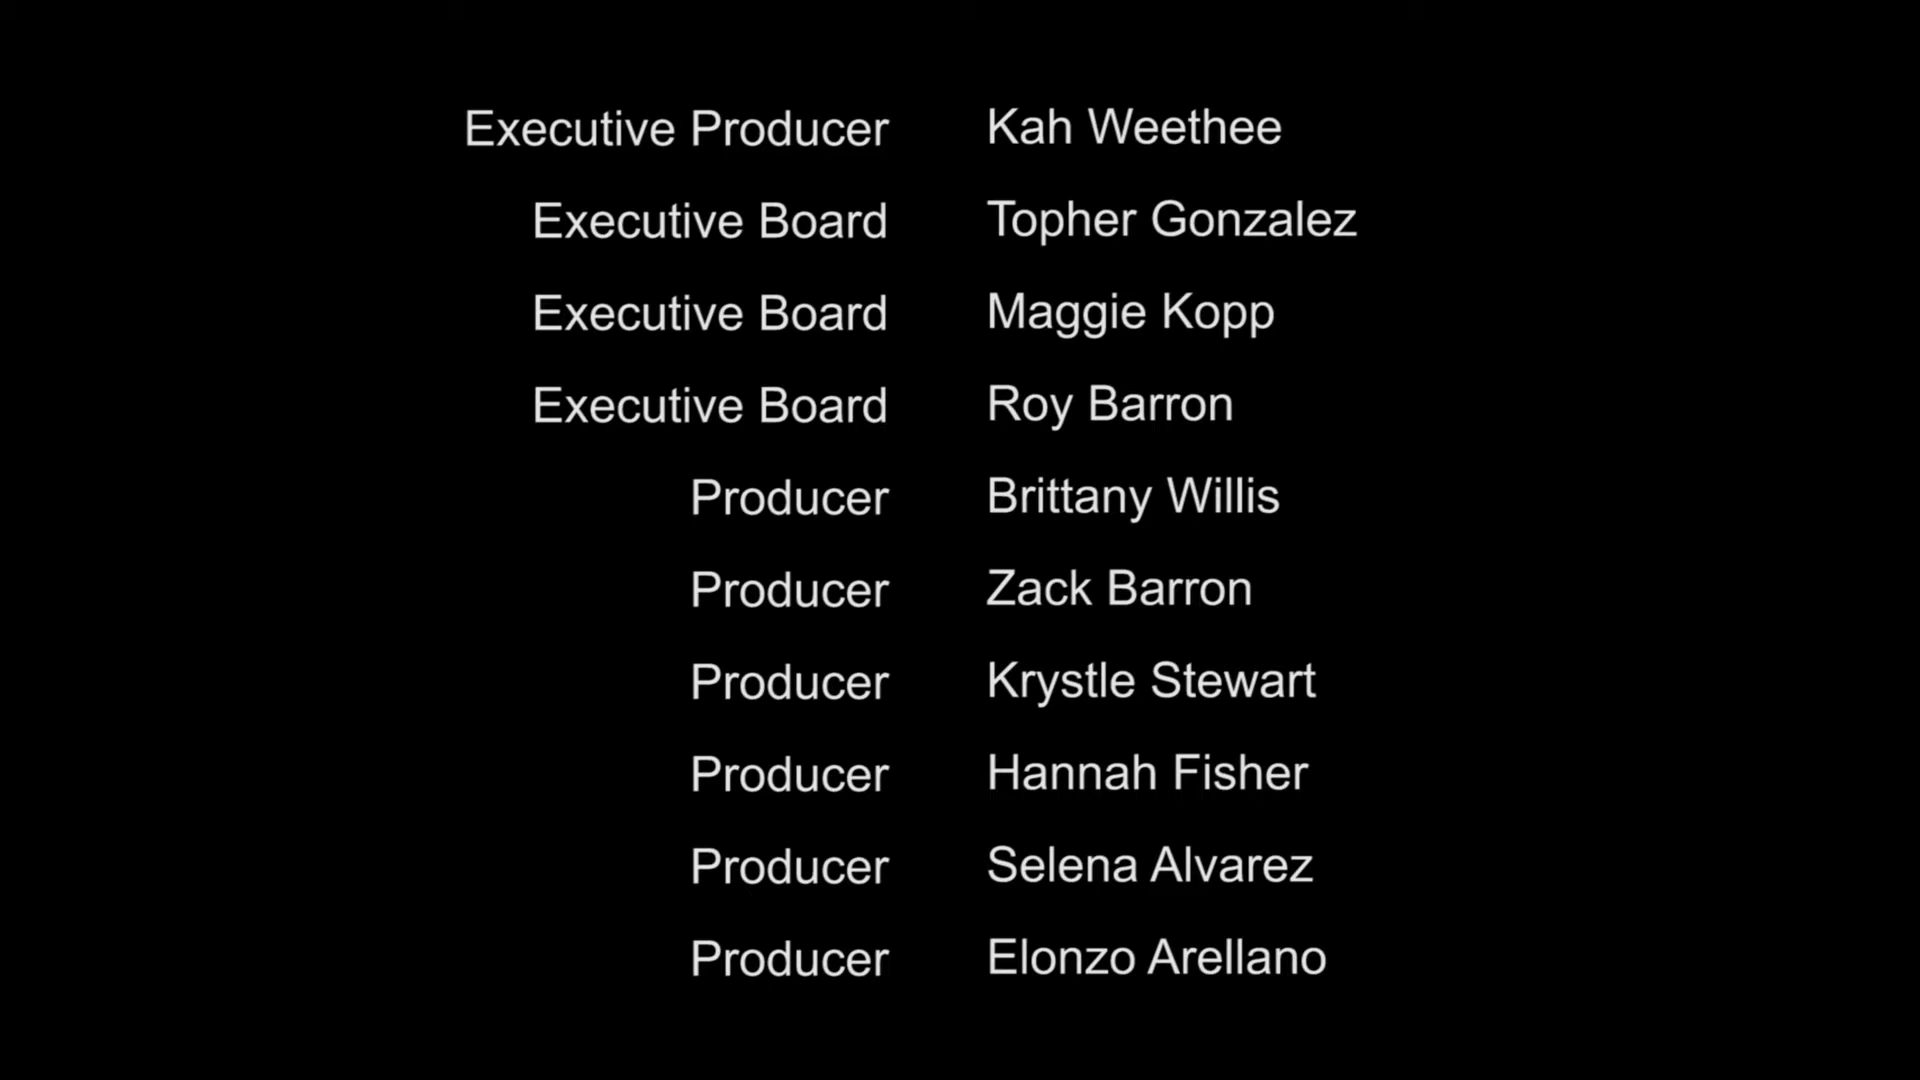 Executive Producer Kah Weethee
Executive Board Topher Gonzalez
Executive Board Maggie Kopp
Executive Board Roy Barron
Producer Brittany Willis
Producer Zack Barron
Producer Krystle Stewart
Producer Hannah Fisher
Producer Selena Alvarez
Producer Elonzo Arellano